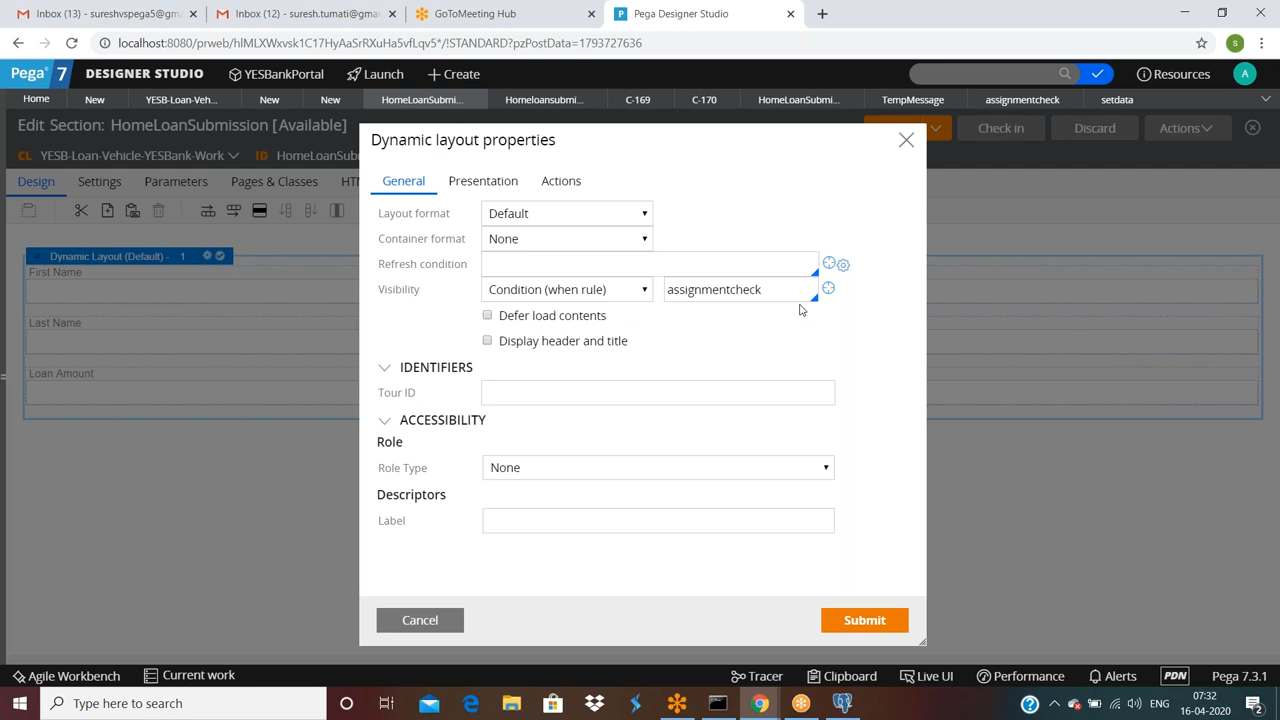 Inbox (13) - sureshvspega5@gm
Inbox (12) - suresh.tumati@gmai
GoToMeeting Hub
Pega Designer Studio
localhost:8080/prweb/hlMLXWxvsk1C17HyAaSrRXuHa5vfLqv5*/!STANDARD?pzPostData=1793727636
S
Pega 7 DESIGNER STUDIO YESBankPortal Launch Create Resources A
Home New YESB-Loan-Veh... New New HomeLoanSubmi... Homeloansubmi... C-169 C-170 HomeLoanSubmi... TempMessage assignmentcheck setdata
Edit Section: HomeLoanSubmission [Available] Check in Discard Actions
CL YESB-Loan-Vehicle-YESBank-Work ID HomeLoanSu
Design Settings Parameters Pages & Classes HT
Dynamic Layout (Default) - 1
First Name
Last Name
Loan Amount
Dynamic layout properties
General Presentation Actions
Layout format Default
Container format None
Refresh condition
Visibility Condition (when rule) assignmentcheck
Defer load contents
Display header and title
IDENTIFIERS
Tour ID
ACCESSIBILITY
Role
Role Type None
Descriptors
Label
Cancel Submit
Agile Workbench Current work Tracer Clipboard Live UI Performance Alerts PDN Pega 7.3.1
Type here to search
ENG
07:32
16-04-2020
2